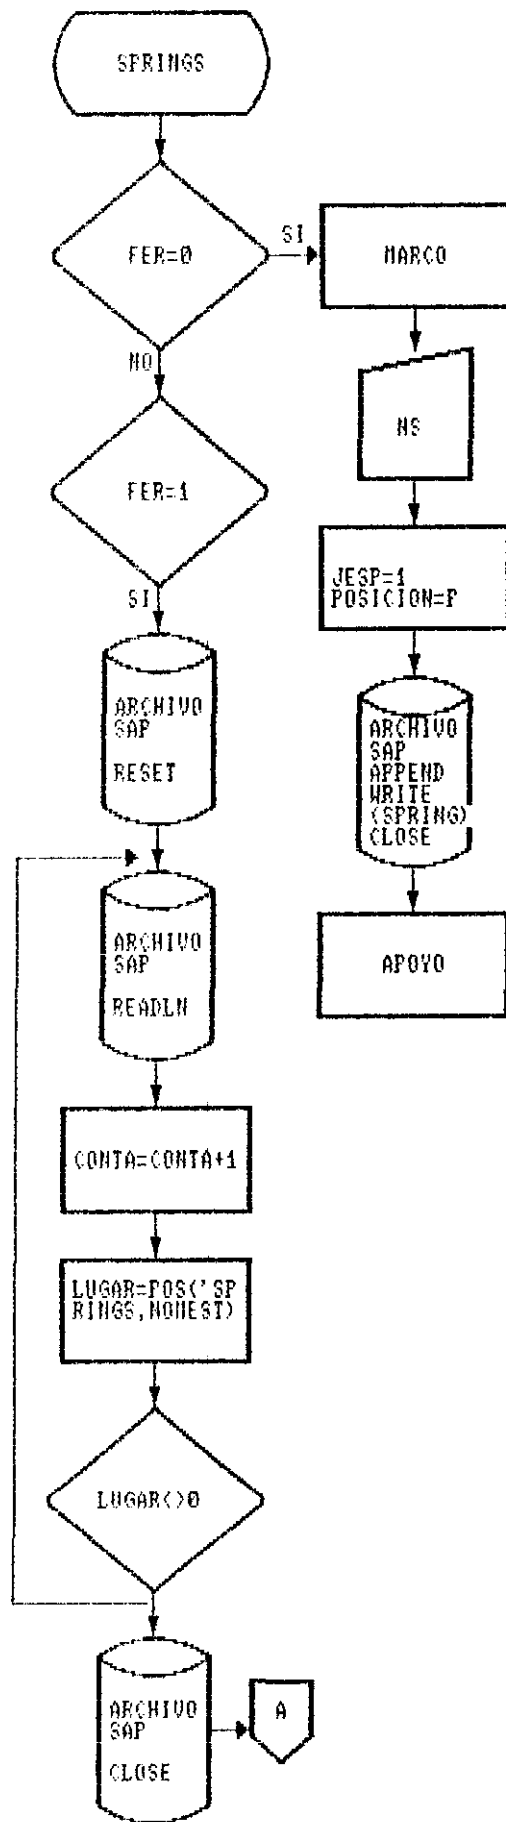 SPRINGS
FER=0
SI
MARCO
NO
NS
FER=1
JESP=1
POSICION=P
SI
ARCHIVO
SAP
RESET
ARCHIVO
SAP
APPEND
WRITE
(SPRING)
CLOSE
ARCHIVO
SAP
READLN
APOYO
CONTA=CONTA+1
LUGAR=POS('SP
RINGS,NOMEST)
LUGAR<>0
ARCHIVO
SAP
CLOSE
A